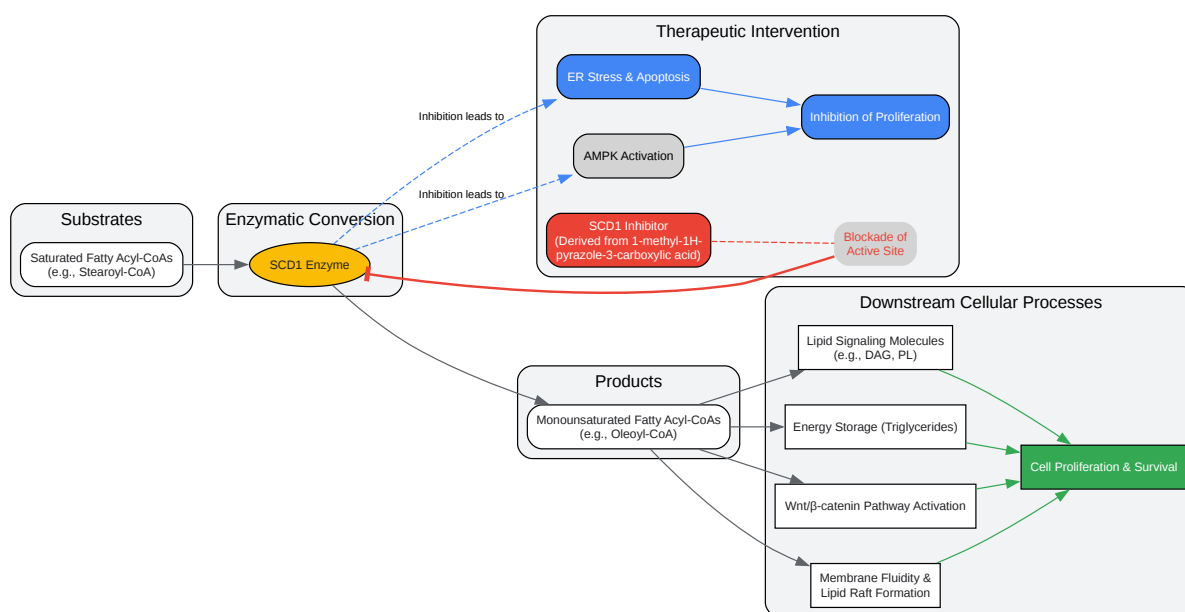 Therapeutic Intervention
ER Stress & Apoptosis
Inhibition leads to
Inhibition of Proliferation
AMPK Activation
Inhibition leads to
Substrates
Enzymatic Conversion
SCD1 Inhibitor
(Derived from 1-methyl-1H-
pyrazole-3-carboxylic acid)
Blockade of
Active Site
Saturated Fatty Acyl-CoAs
(e.g., Stearoyl-CoA)
SCD1 Enzyme
Downstream Cellular Processes
Lipid Signaling Molecules
(e.g., DAG, PL)
Products
Monounsaturated Fatty Acyl-CoAs
(e.g., Oleoyl-CoA)
Energy Storage (Triglycerides)
Cell Proliferation & Survival
Wnt/β-catenin Pathway Activation
Membrane Fluidity &
Lipid Raft Formation